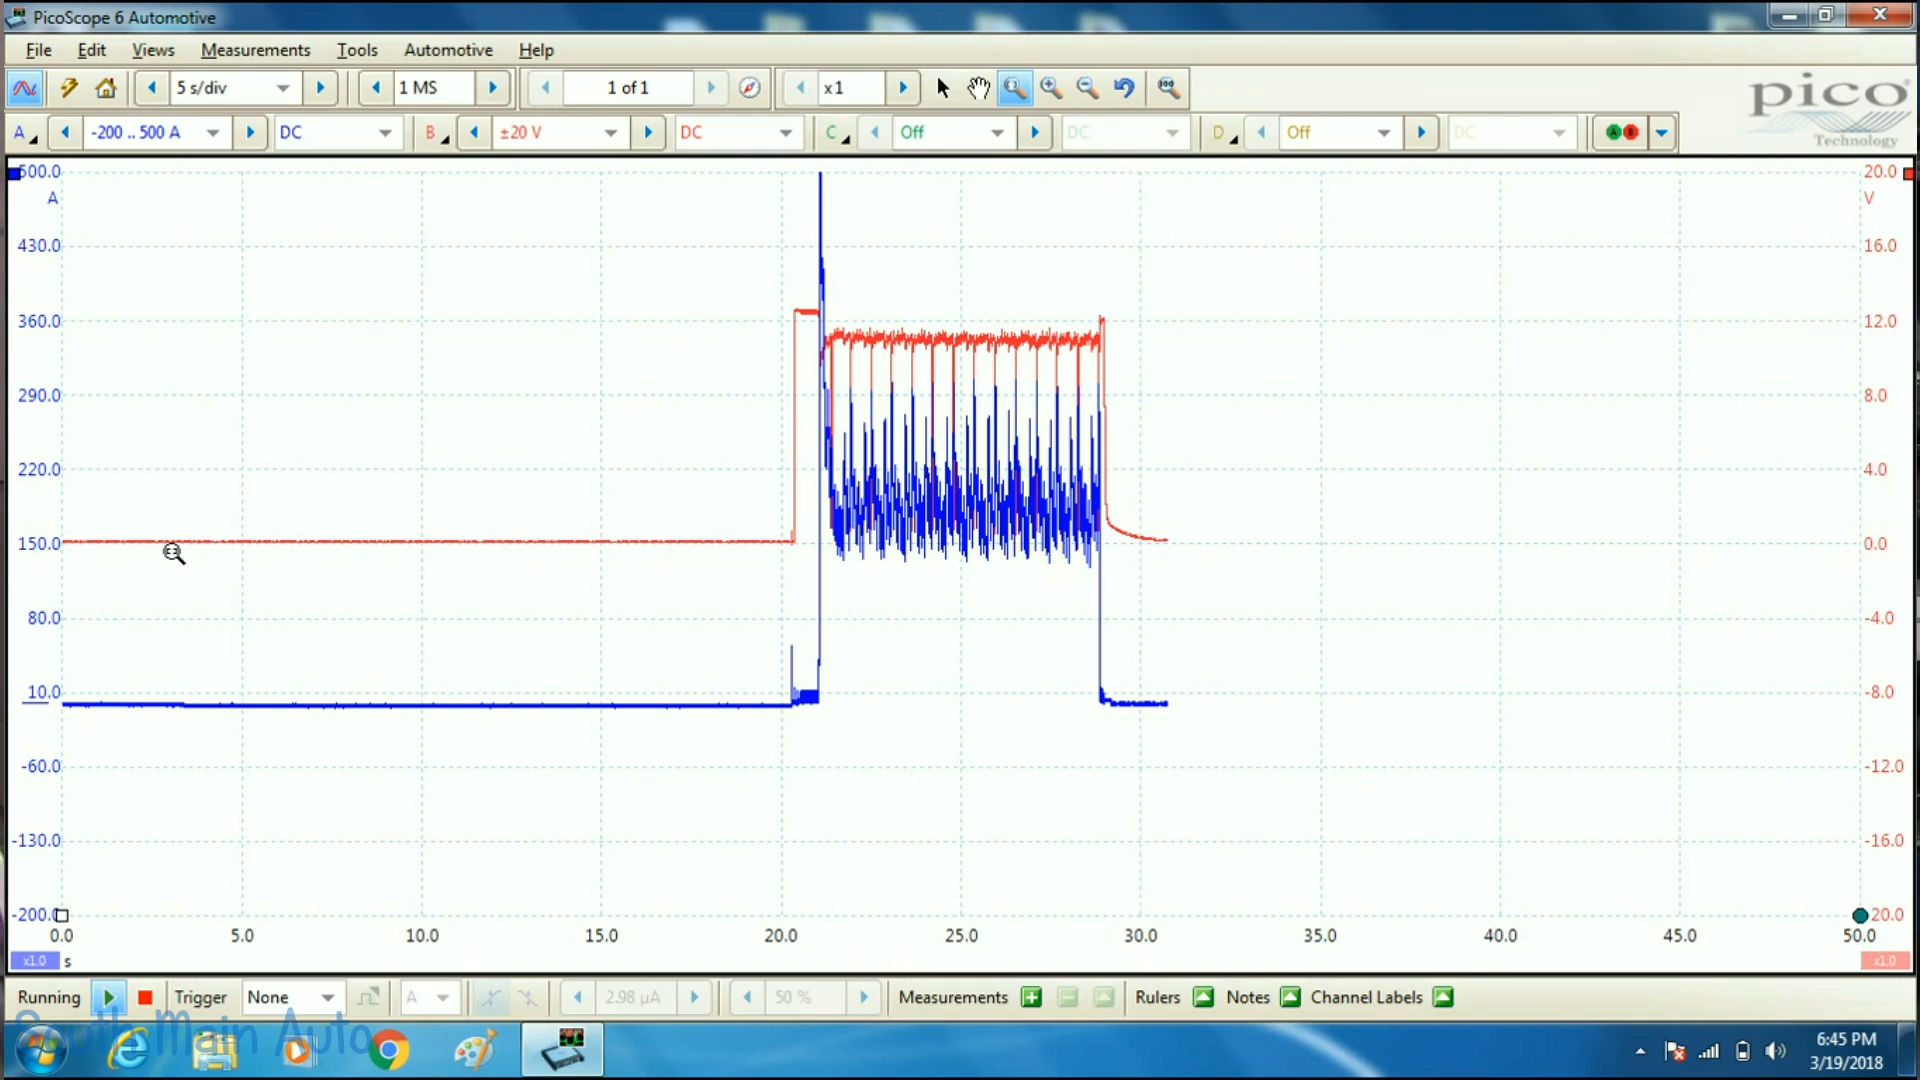 PicoScope 6 Automotive
File Edit Views Measurements Tools Automotive Help
5 s/div 1 MS 1 of 1 x1
pico
Technology
A -200 .. 500 A DC B ±20 V DC C Off DC D Off DC A B
500.0 20.0
A V
430.0 16.0
360.0 12.0
290.0 8.0
220.0 4.0
150.0 0.0
80.0 -4.0
10.0 -8.0
-60.0 -12.0
-130.0 -16.0
-200.0 -20.0
0.0 5.0 10.0 15.0 20.0 25.0 30.0 35.0 40.0 45.0 50.0
x1.0 s x1.0
Running Trigger None A 2.98 µA 50 % Measurements Rulers Notes Channel Labels
South Main Auto
6:45 PM
3/19/2018